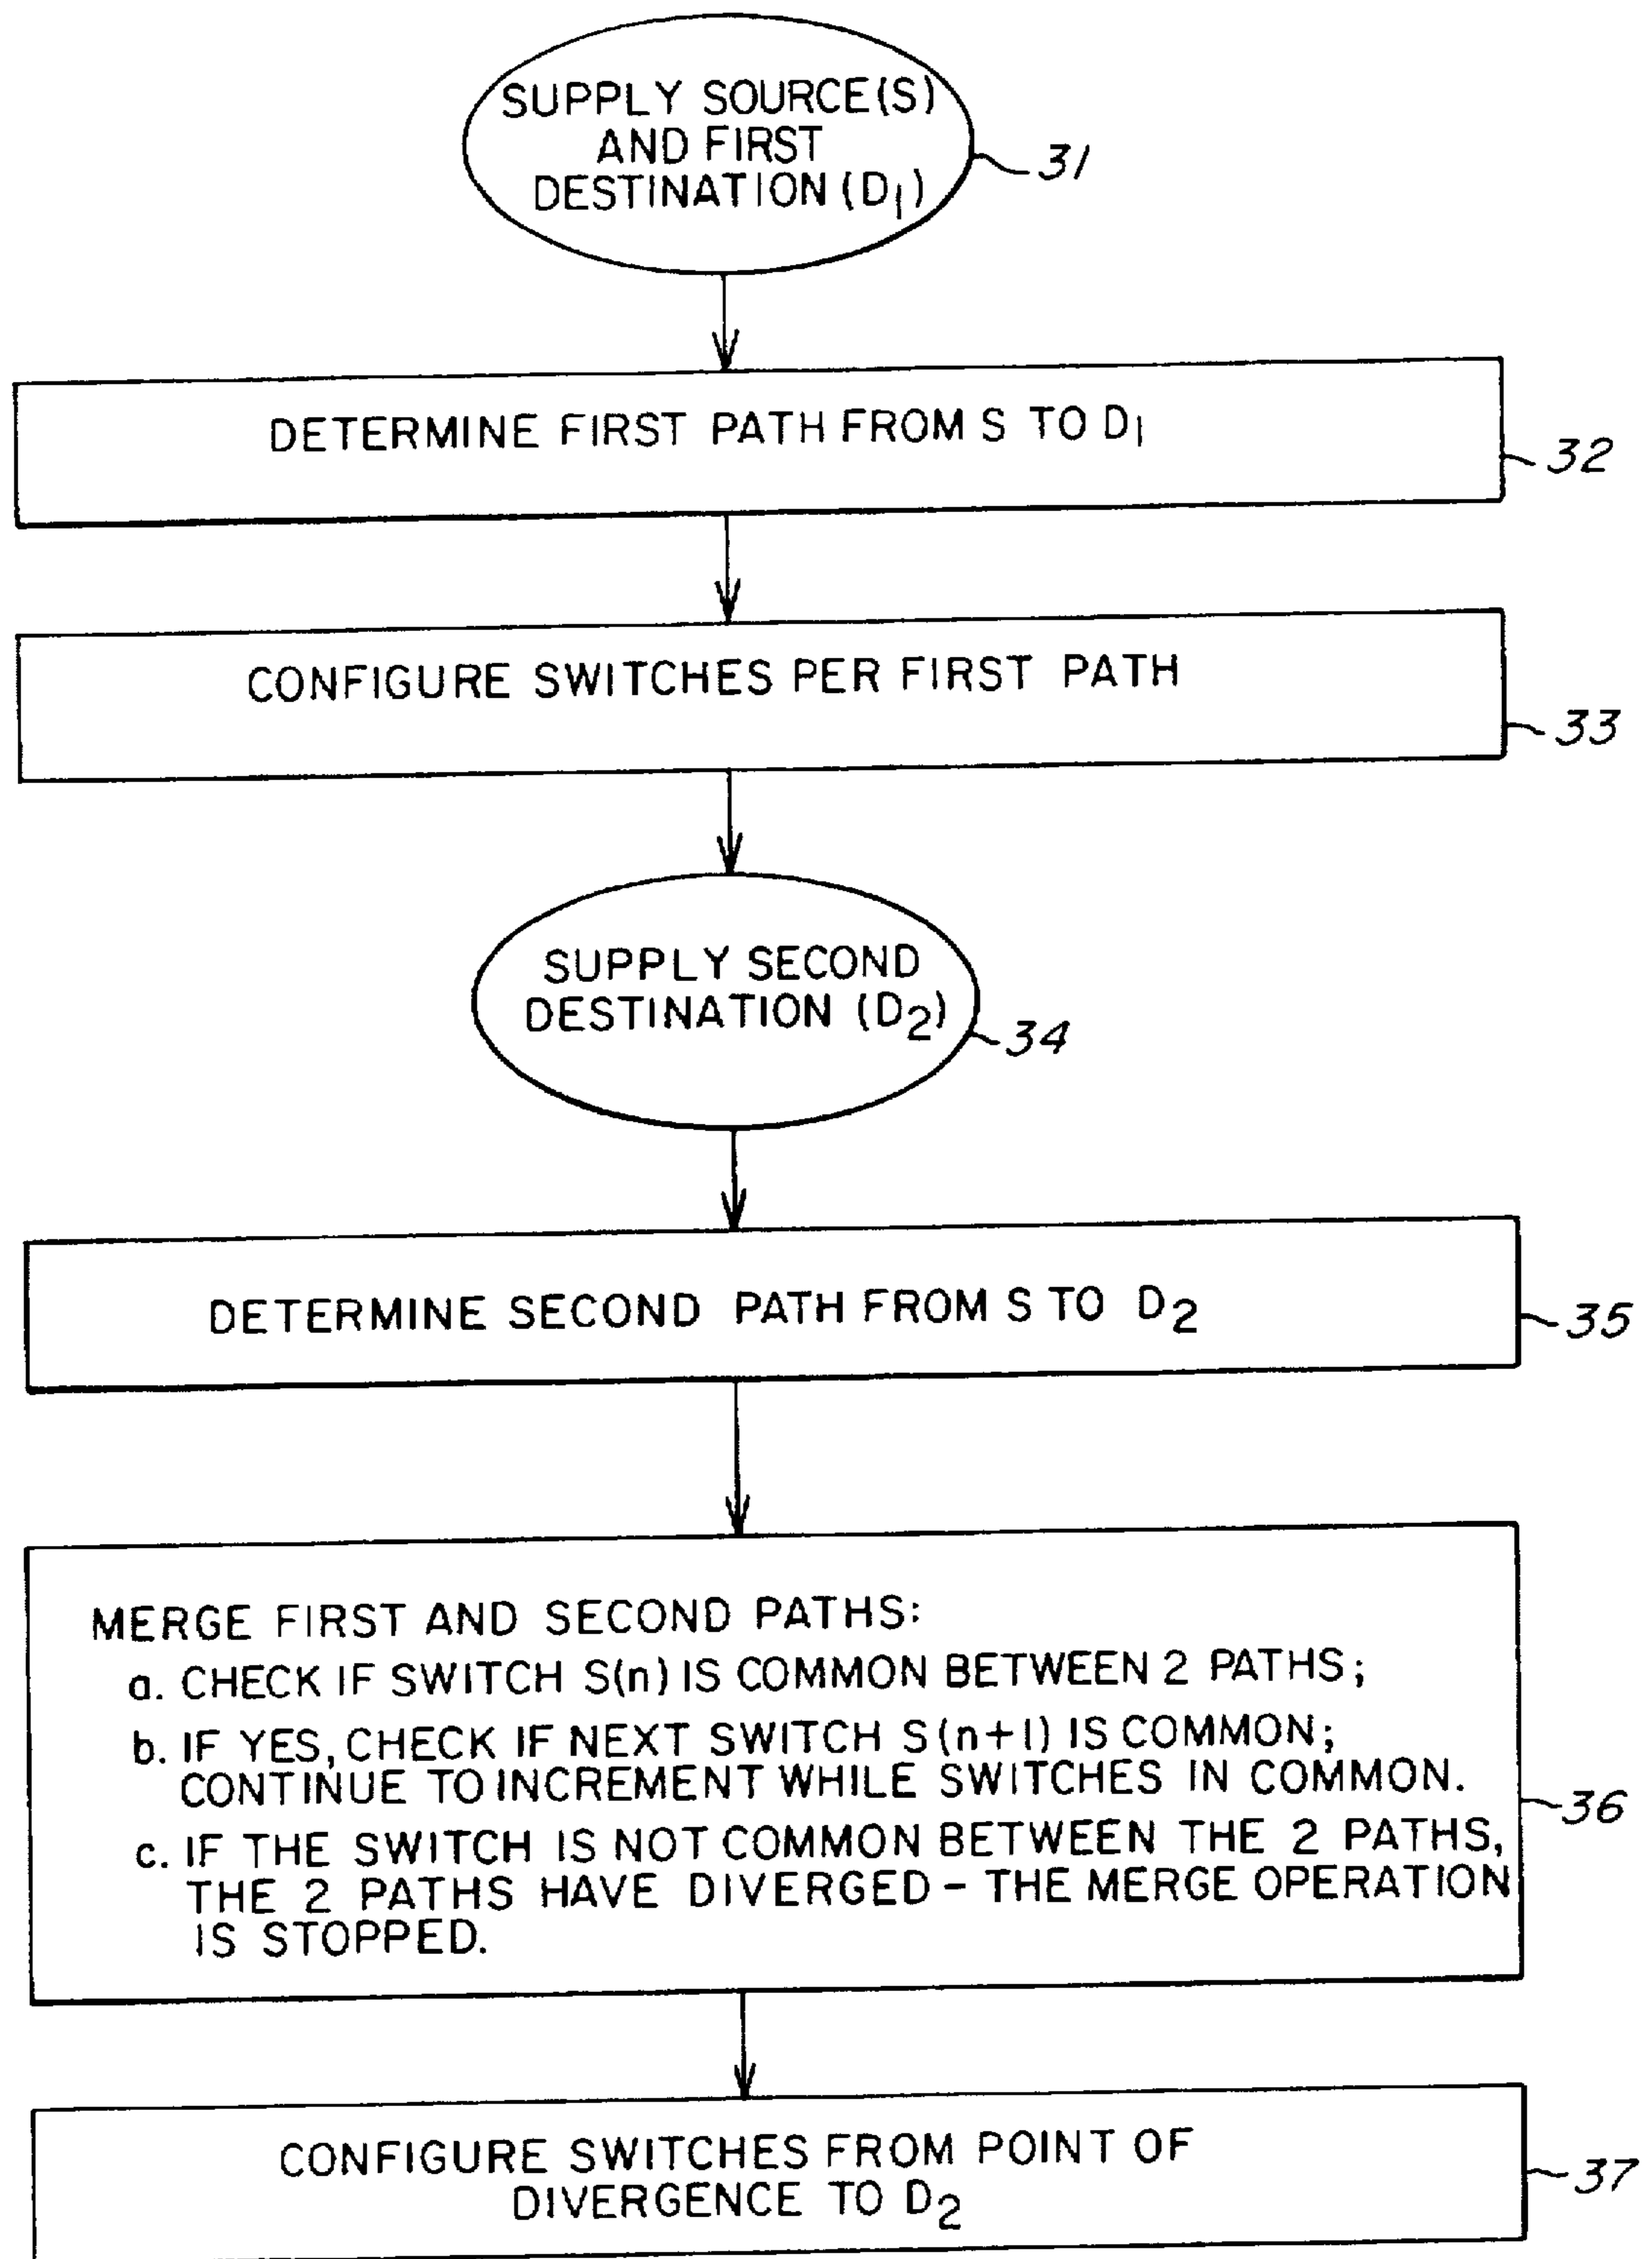 SUPPLY SOURCE(S)
AND FIRST
DESTINATION (D1)
31
DETERMINE FIRST PATH FROM S TO D1
32
CONFIGURE SWITCHES PER FIRST PATH
33
SUPPLY SECOND
DESTINATION (D2)
34
DETERMINE SECOND PATH FROM S TO D2
35
MERGE FIRST AND SECOND PATHS:
a. CHECK IF SWITCH S(n) IS COMMON BETWEEN 2 PATHS;
b. IF YES, CHECK IF NEXT SWITCH S(n+1) IS COMMON;
CONTINUE TO INCREMENT WHILE SWITCHES IN COMMON.
36
c. IF THE SWITCH IS NOT COMMON BETWEEN THE 2 PATHS,
THE 2 PATHS HAVE DIVERGED - THE MERGE OPERATION
IS STOPPED.
CONFIGURE SWITCHES FROM POINT OF
DIVERGENCE TO D2
37